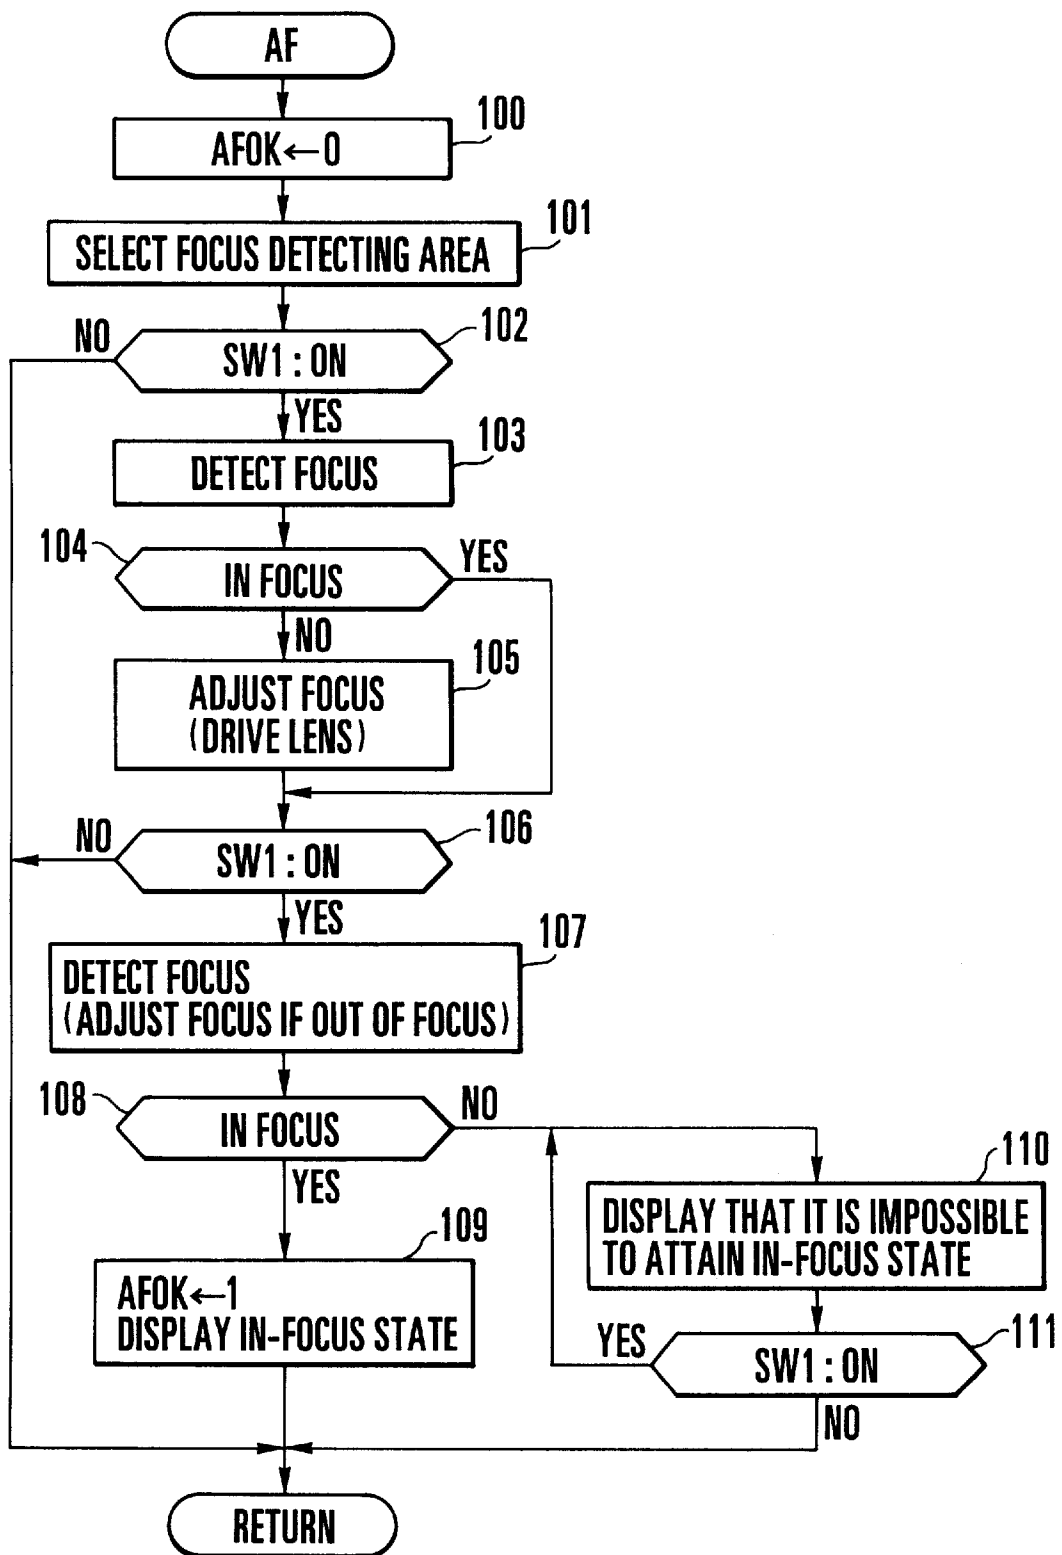 AF
100
AFOK←0
101
SELECT FOCUS DETECTING AREA
102
NO
SW1 : ON
YES
103
DETECT FOCUS
104
YES
IN FOCUS
NO
105
ADJUST FOCUS
(DRIVE LENS)
106
NO
SW1 : ON
YES
107
DETECT FOCUS
(ADJUST FOCUS IF OUT OF FOCUS)
108
NO
IN FOCUS
YES
110
DISPLAY THAT IT IS IMPOSSIBLE
TO ATTAIN IN-FOCUS STATE
109
AFOK←1
DISPLAY IN-FOCUS STATE
111
YES
SW1 : ON
NO
RETURN